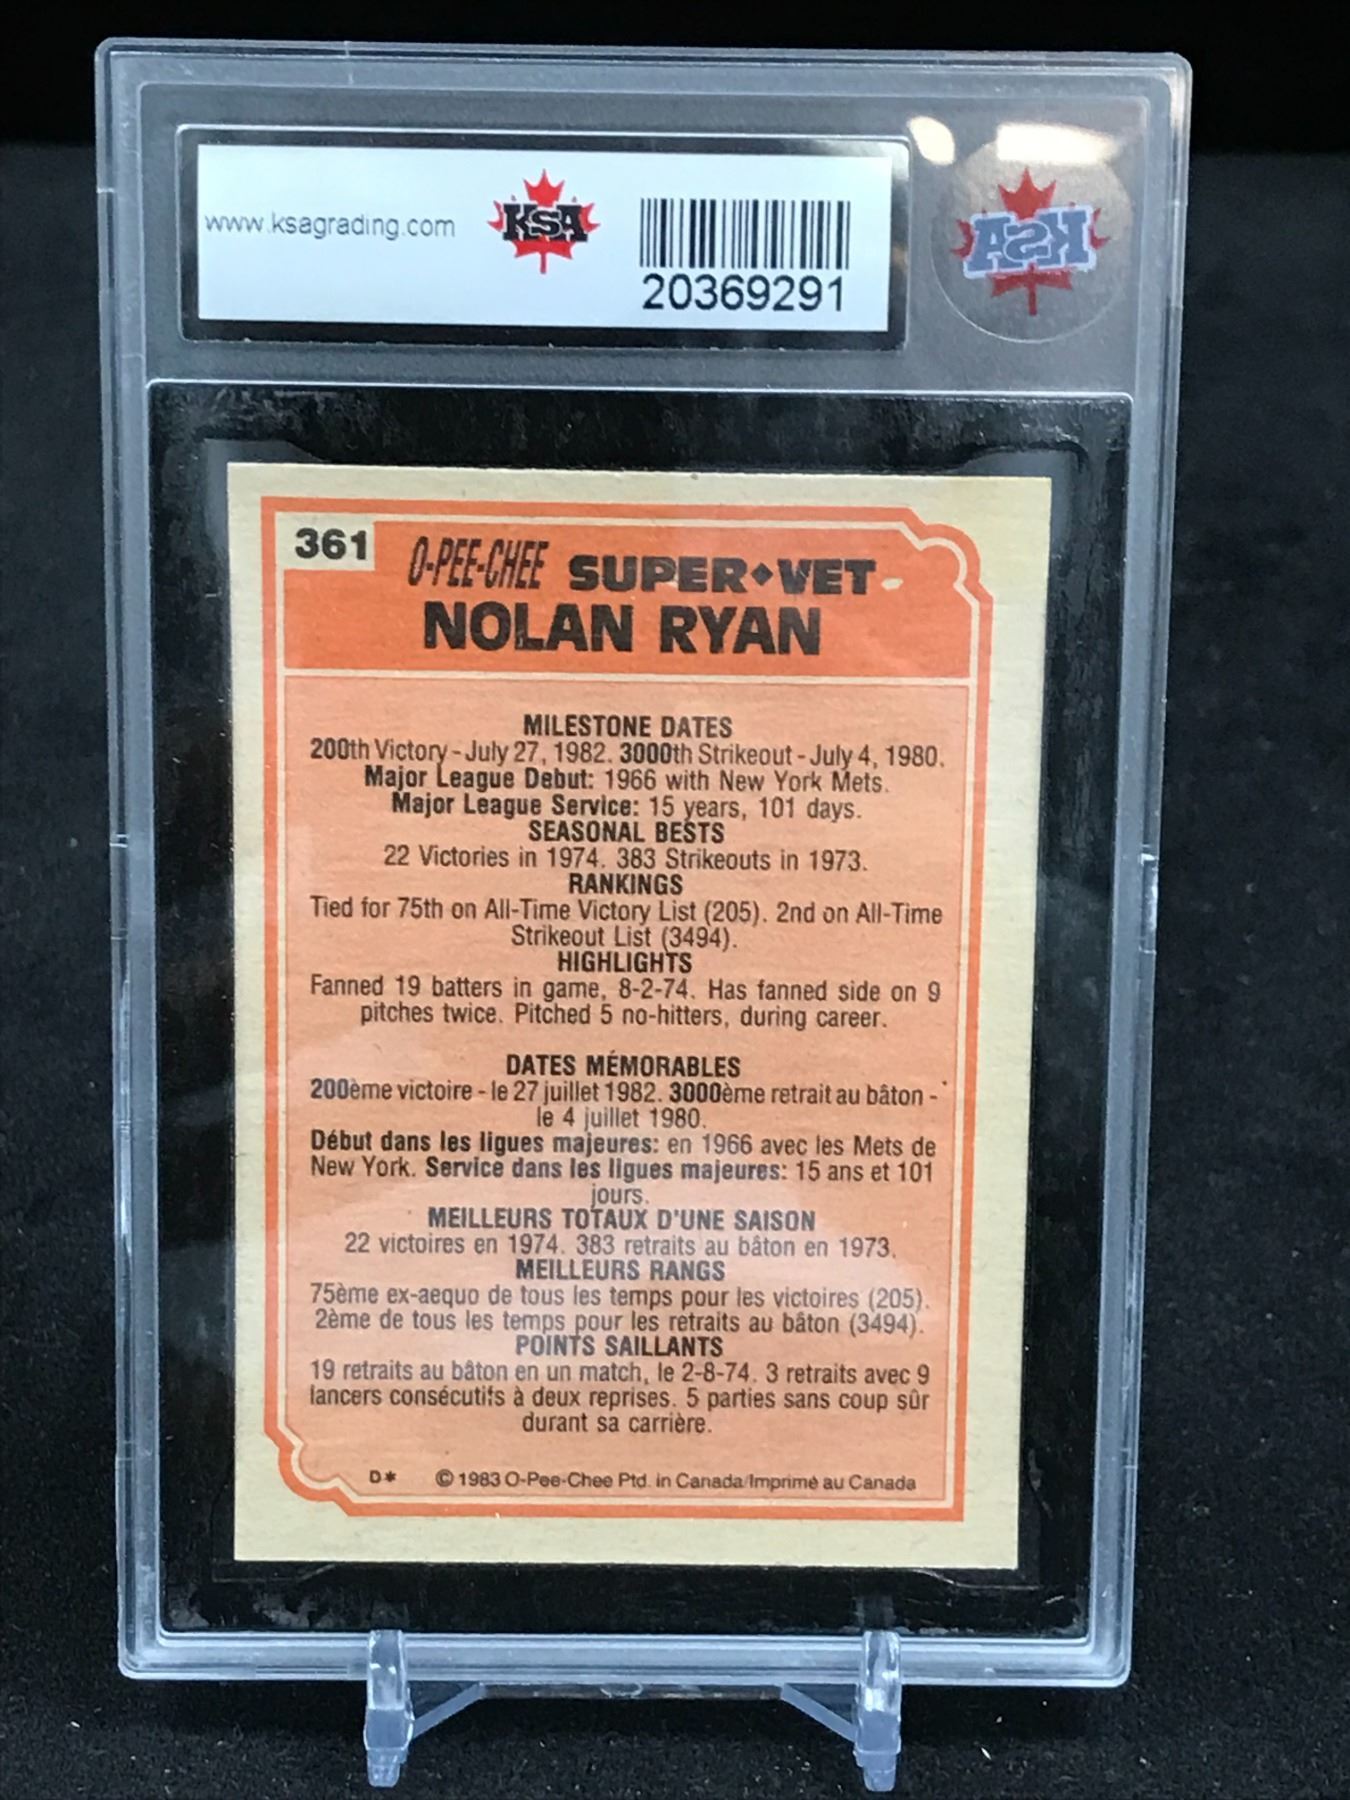 www.ksagrading.com
KSA
20369291
KSA
361
O-PEE-CHEE SUPER♦VET
NOLAN RYAN
MILESTONE DATES
200th Victory - July 27, 1982. 3000th Strikeout - July 4, 1980.
Major League Debut: 1966 with New York Mets.
Major League Service: 15 years, 101 days.
SEASONAL BESTS
22 Victories in 1974. 383 Strikeouts in 1973.
RANKINGS
Tied for 75th on All-Time Victory List (205). 2nd on All-Time
Strikeout List (3494).
HIGHLIGHTS
Fanned 19 batters in game, 8-2-74. Has fanned side on 9
pitches twice. Pitched 5 no-hitters, during career.
DATES MÉMORABLES
200ème victoire - le 27 juillet 1982. 3000ème retrait au bâton -
le 4 juillet 1980.
Début dans les ligues majeures: en 1966 avec les Mets de
New York. Service dans les ligues majeures: 15 ans et 101
jours.
MEILLEURS TOTAUX D'UNE SAISON
22 victoires en 1974. 383 retraits au bâton en 1973.
MEILLEURS RANGS
75ème ex-aequo de tous les temps pour les victoires (205).
2ème de tous les temps pour les retraits au bâton (3494).
POINTS SAILLANTS
19 retraits au bâton en un match, le 2-8-74. 3 retraits avec 9
lancers consécutifs à deux reprises. 5 parties sans coup sûr
durant sa carrière.
D* © 1983 O-Pee-Chee Ptd. in Canada/Imprimé au Canada